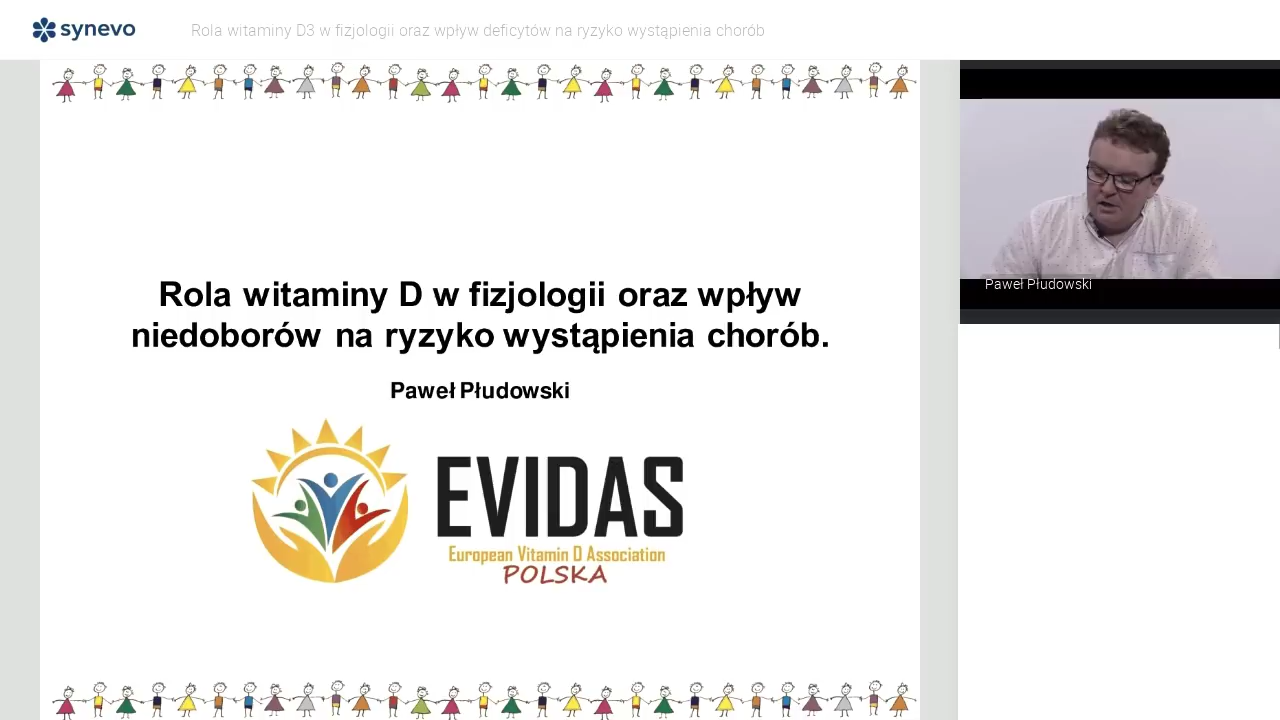 synevo
Rola witaminy D3 w fizjologii oraz wpływ deficytów na ryzyko wystąpienia chorób
Rola witaminy D w fizjologii oraz wpływ
niedoborów na ryzyko wystąpienia chorób.
Paweł Płudowski
EVIDAS
European Vitamin D Association
POLSKA
Paweł Płudowski